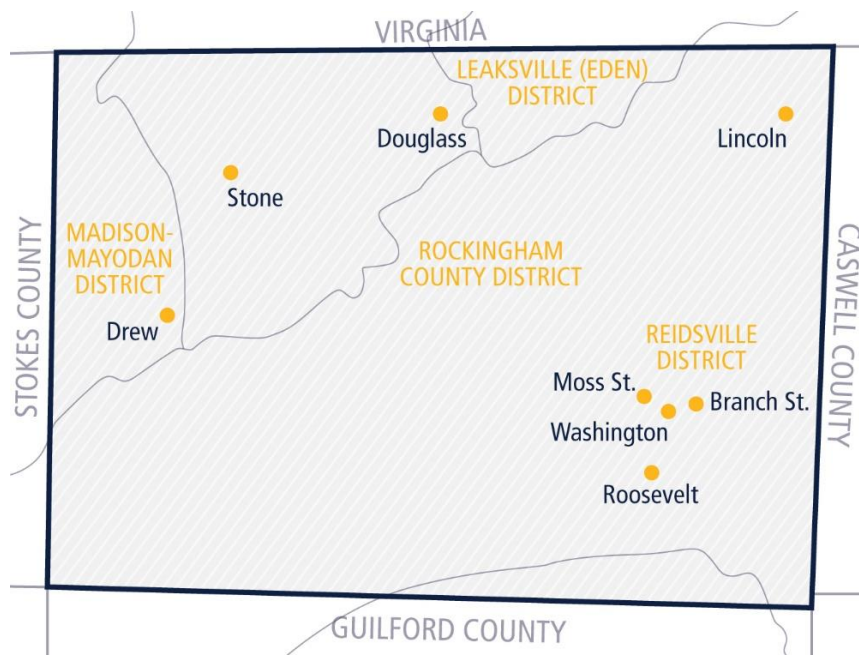 VIRGINIA
LEAKSVILLE (EDEN)
DISTRICT
Douglass
Lincoln
Stone
STOKES COUNTY
MADISON-
MAYODAN
DISTRICT
ROCKINGHAM
COUNTY DISTRICT
CASWELL COUNTY
Drew
REIDSVILLE
DISTRICT
Moss St.
Branch St.
Washington
Roosevelt
GUILFORD COUNTY